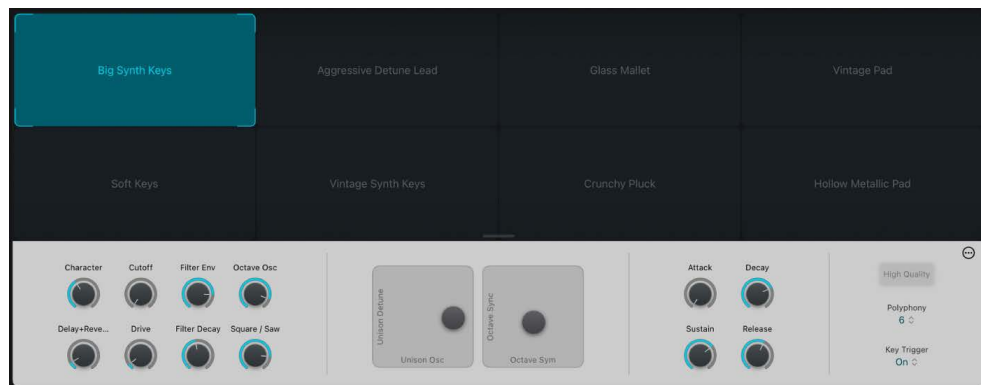 Big Synth Keys
Aggressive Detune Lead
Glass Mallet
Vintage Pad
Soft Keys
Vintage Synth Keys
Crunchy Pluck
Hollow Metallic Pad
Character
Cutoff
Filter Env
Octave Osc
Delay+Reve...
Drive
Filter Decay
Square / Saw
Unison Detune
Unison Osc
Octave Sync
Octave Sym
Attack
Decay
Sustain
Release
High Quality
Polyphony
6
Key Trigger
On